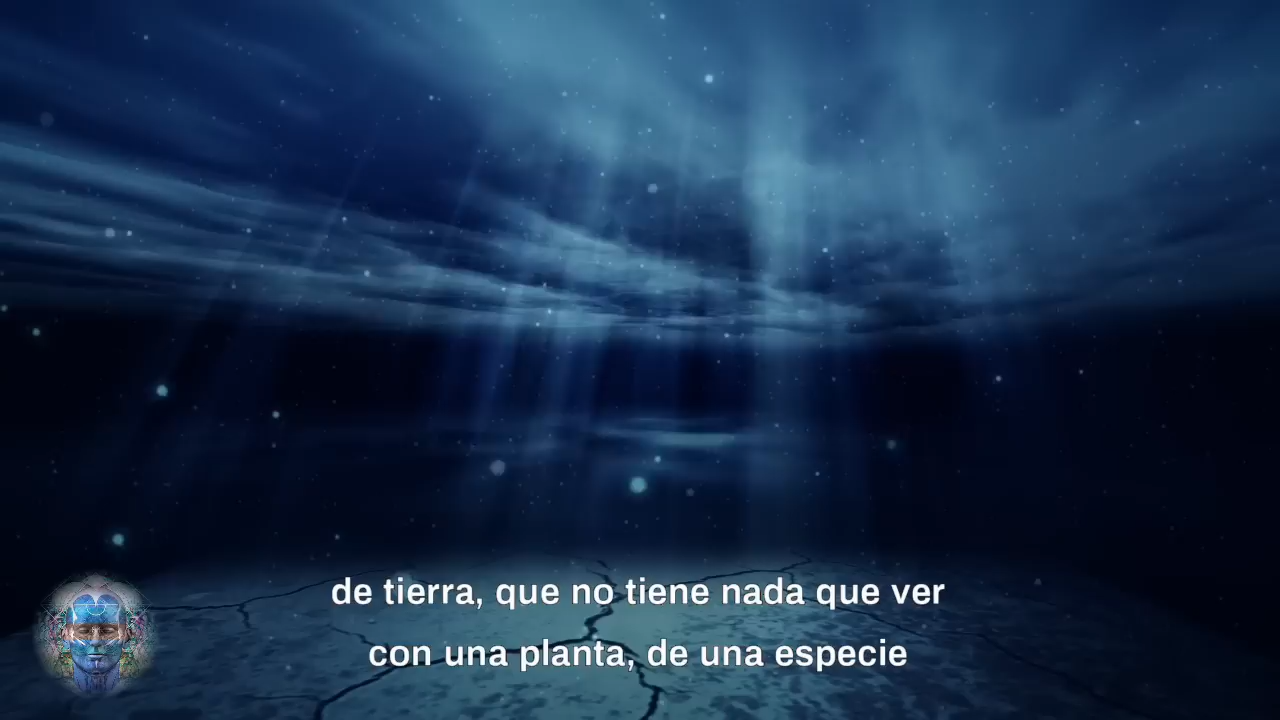 de tierra, que no tiene nada que ver
con una planta, de una especie